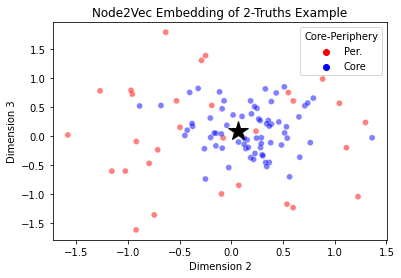 Node2Vec Embedding of 2-Truths Example
Core-Periphery
Per.
Core
Dimension 3
1.5
1.0
0.5
0.0
−0.5
−1.0
−1.5
−1.5 −1.0 −0.5 0.0 0.5 1.0 1.5
Dimension 2